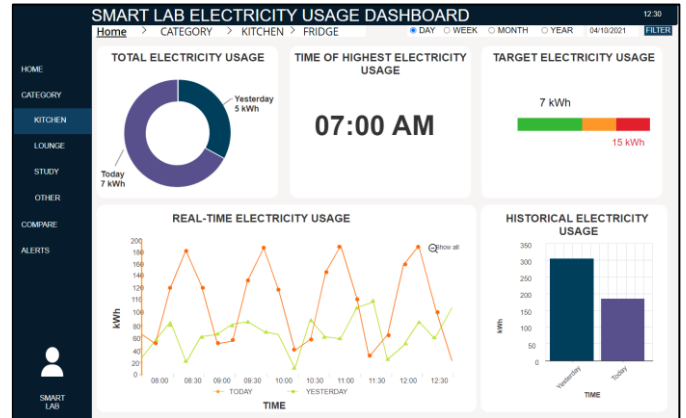 SMART LAB ELECTRICITY USAGE DASHBOARD
12:30
Home > CATEGORY > KITCHEN > FRIDGE
DAY WEEK MONTH YEAR 04/10/2021 FILTER
HOME
CATEGORY
KITCHEN
LOUNGE
STUDY
OTHER
COMPARE
ALERTS
SMART
LAB
TOTAL ELECTRICITY USAGE
Yesterday
5 kWh
Today
7 kWh
TIME OF HIGHEST ELECTRICITY
USAGE
07:00 AM
TARGET ELECTRICITY USAGE
7 kWh
15 kWh
REAL-TIME ELECTRICITY USAGE
Show all
kWh
200
180
160
140
120
110
80
60
40
20
0
08:00 08:30 09:00 09:30 10:00 10:30 11:00 11:30 12:00 12:30
TODAY YESTERDAY
TIME
HISTORICAL ELECTRICITY
USAGE
kWh
350
300
250
200
150
100
50
0
Yesterday Today
TIME